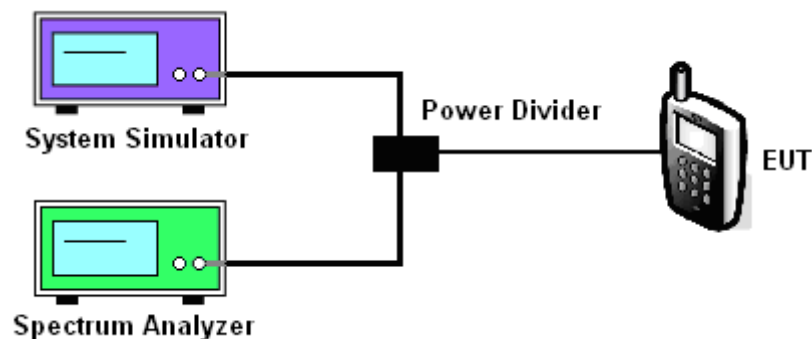 System Simulator
Power Divider
EUT
Spectrum Analyzer